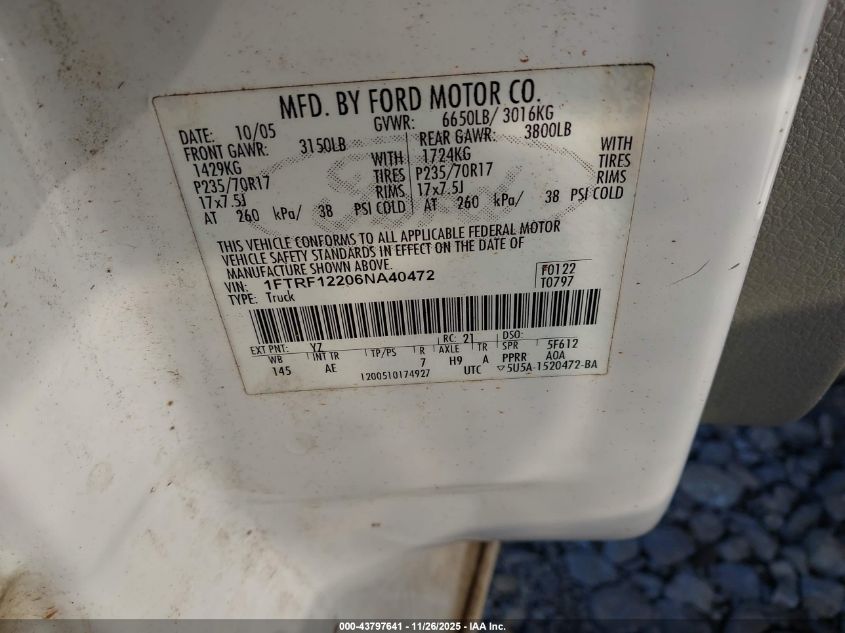 MFD. BY FORD MOTOR CO.
DATE: 10/05 GVWR: 6650LB/ 3016KG
FRONT GAWR: 3150LB REAR GAWR: 3800LB
1429KG WITH 1724KG WITH
P235/70R17 TIRES P235/70R17 TIRES
17x7.5J RIMS 17x7.5J RIMS
AT 260 kPa/ 38 PSI COLD AT 260 kPa/ 38 PSI COLD
THIS VEHICLE CONFORMS TO ALL APPLICABLE FEDERAL MOTOR
VEHICLE SAFETY STANDARDS IN EFFECT ON THE DATE OF
MANUFACTURE SHOWN ABOVE.
VIN: 1FTRF12206NA40472 F0122
TYPE: Truck T0797
EXT PNT: YZ RC: 21 DSO:
WB INT TR TP/PS R AXLE TR SPR 5F612
145 AE 7 H9 A PPRR AOA
1200510174927 UTC ▽5U5A-1520472-BA
000-43797641 - 11/26/2025 - IAA Inc.